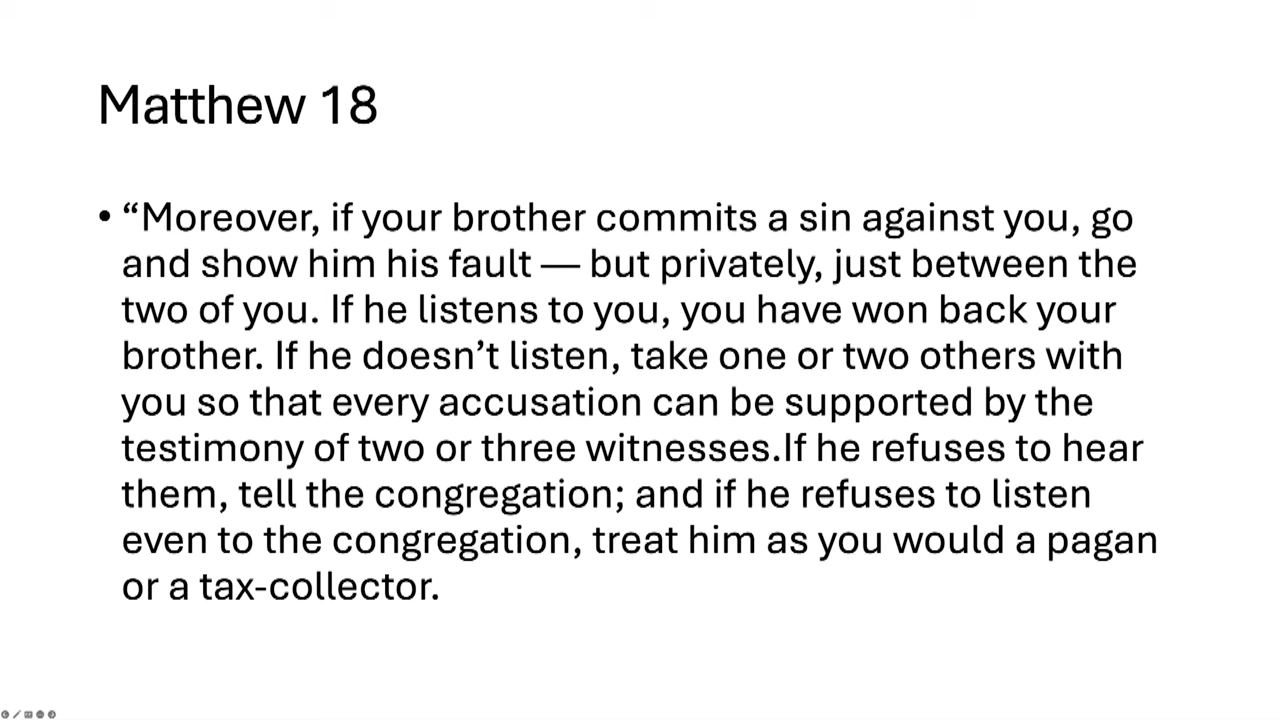 Matthew 18
• “Moreover, if your brother commits a sin against you, go
and show him his fault — but privately, just between the
two of you. If he listens to you, you have won back your
brother. If he doesn’t listen, take one or two others with
you so that every accusation can be supported by the
testimony of two or three witnesses.If he refuses to hear
them, tell the congregation; and if he refuses to listen
even to the congregation, treat him as you would a pagan
or a tax-collector.